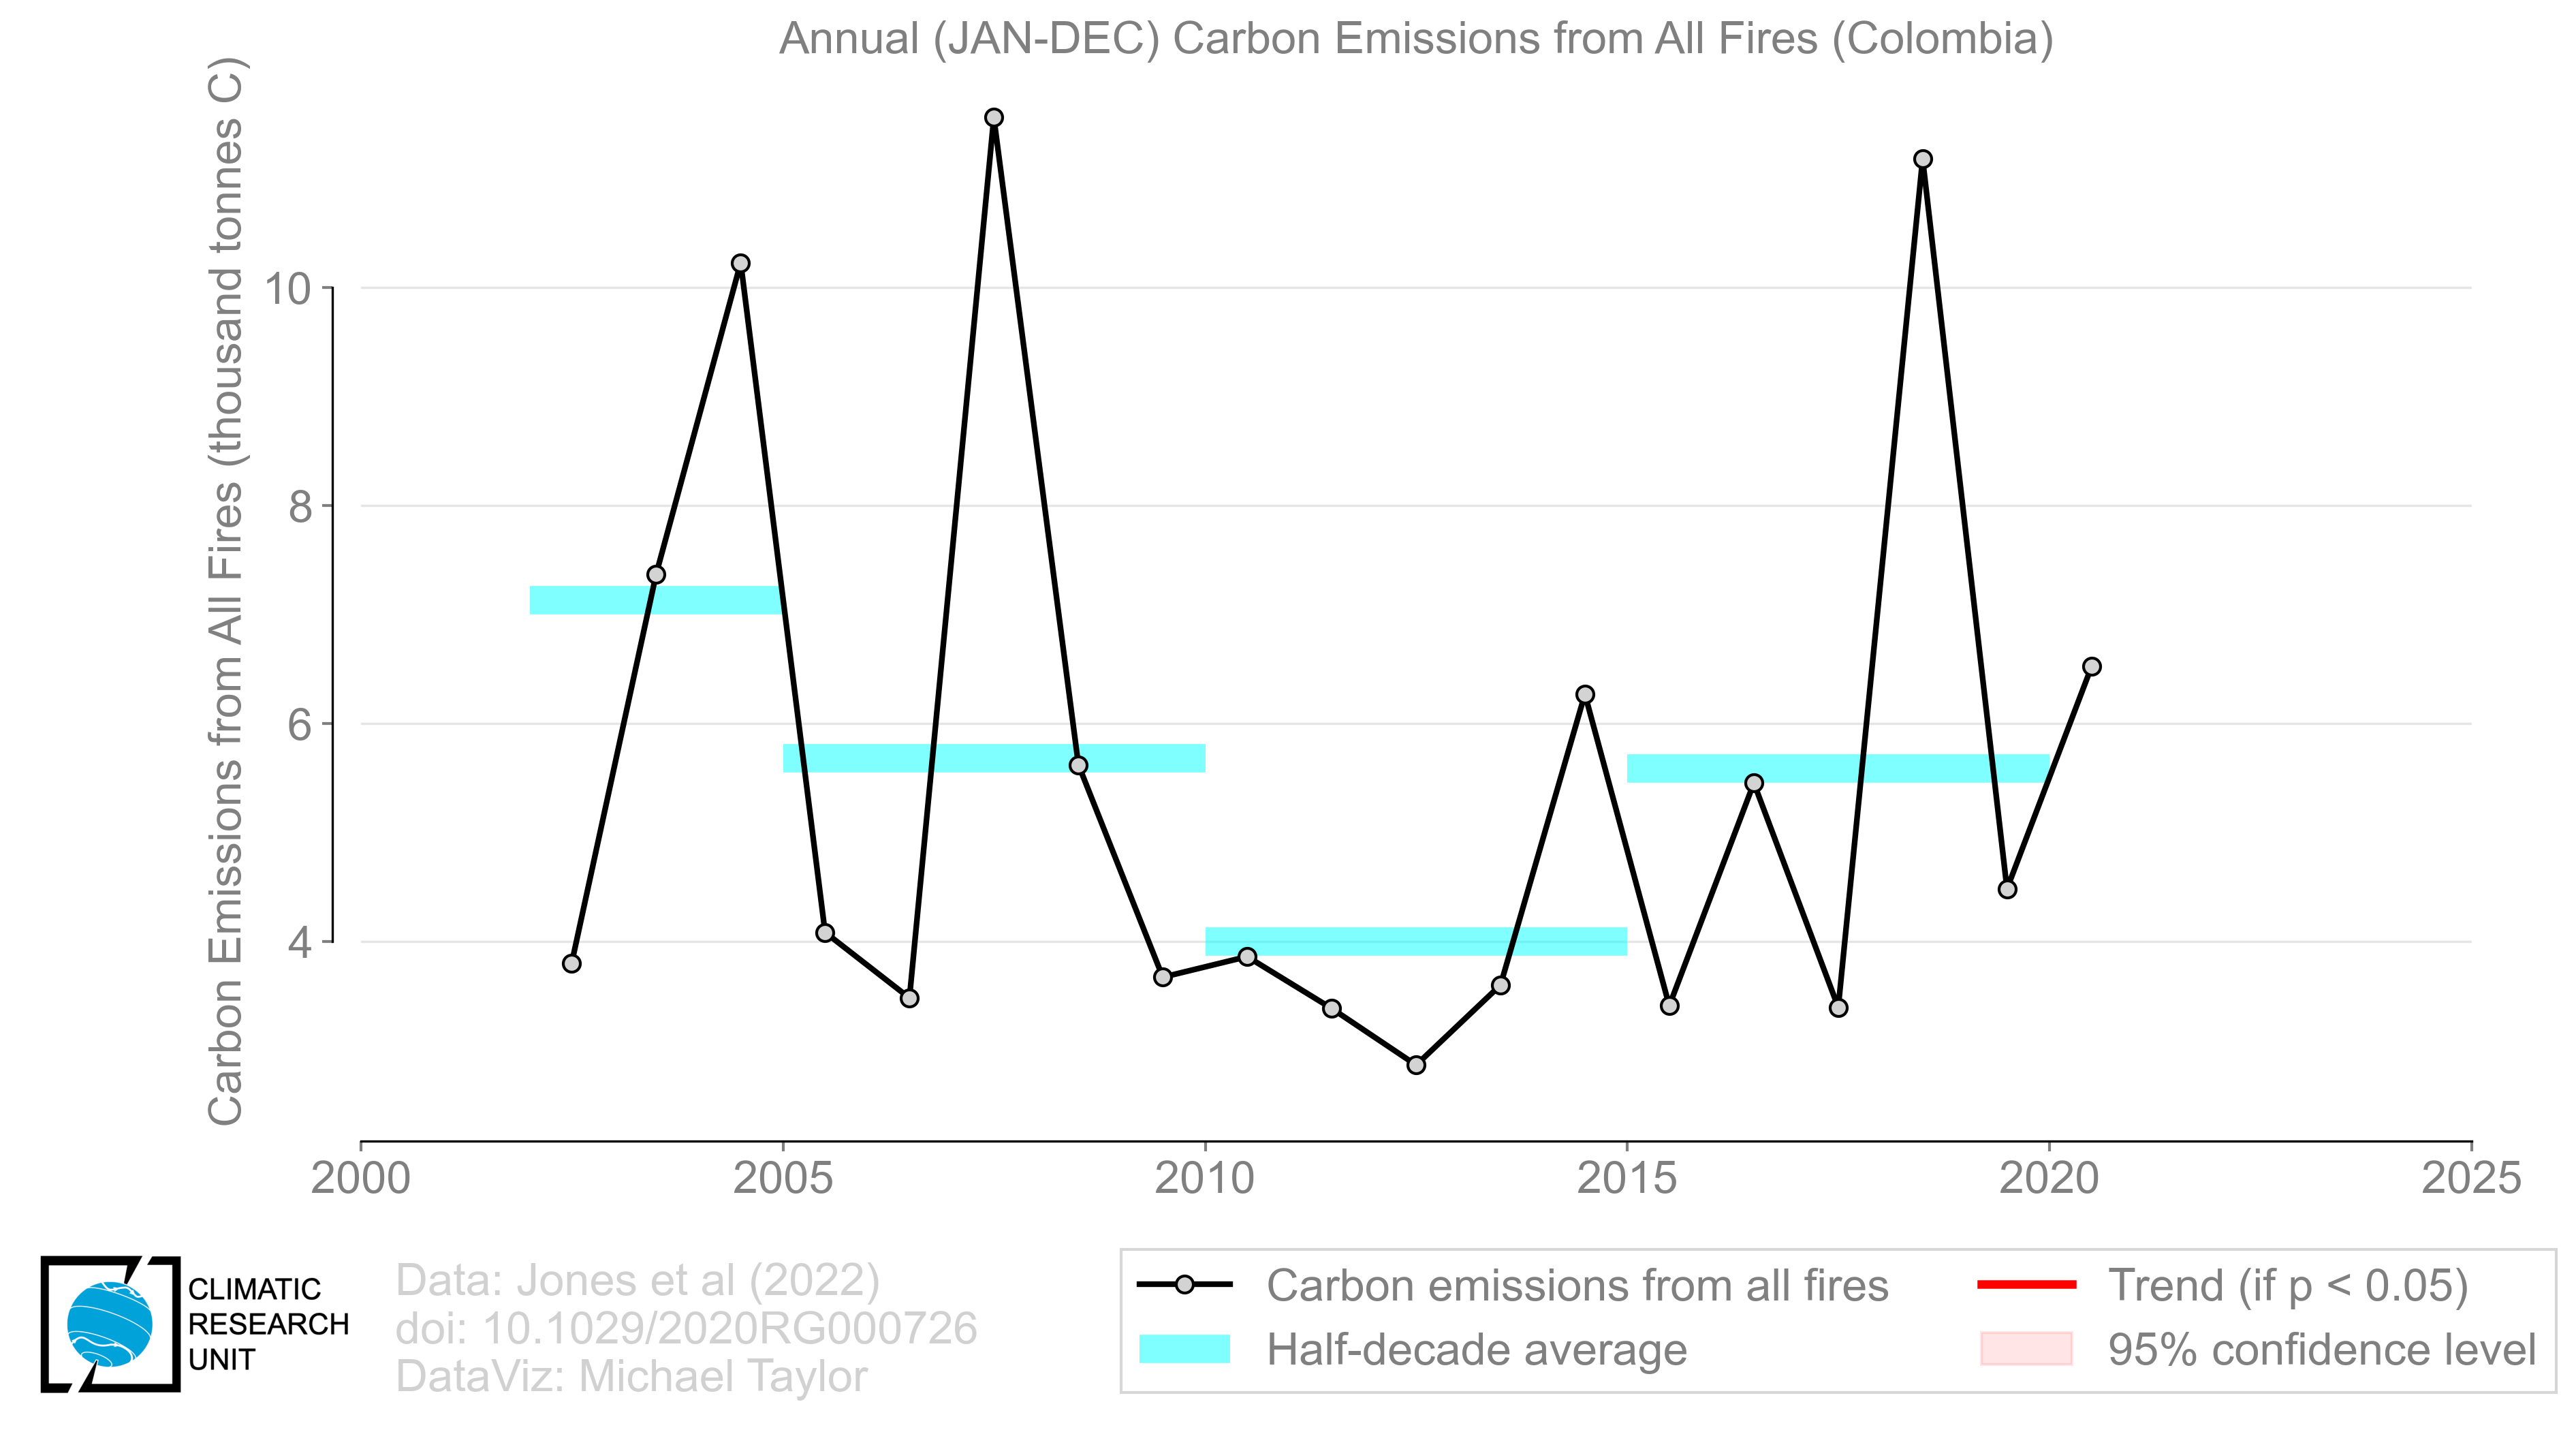 Annual (JAN-DEC) Carbon Emissions from All Fires (Colombia)
Carbon Emissions from All Fires (thousand tonnes C)
10
8
6
4
2000
2005
2010
2015
2020
2025
CLIMATIC
RESEARCH
UNIT
Data: Jones et al (2022)
doi: 10.1029/2020RG000726
DataViz: Michael Taylor
Carbon emissions from all fires
Half-decade average
Trend (if p < 0.05)
95% confidence level